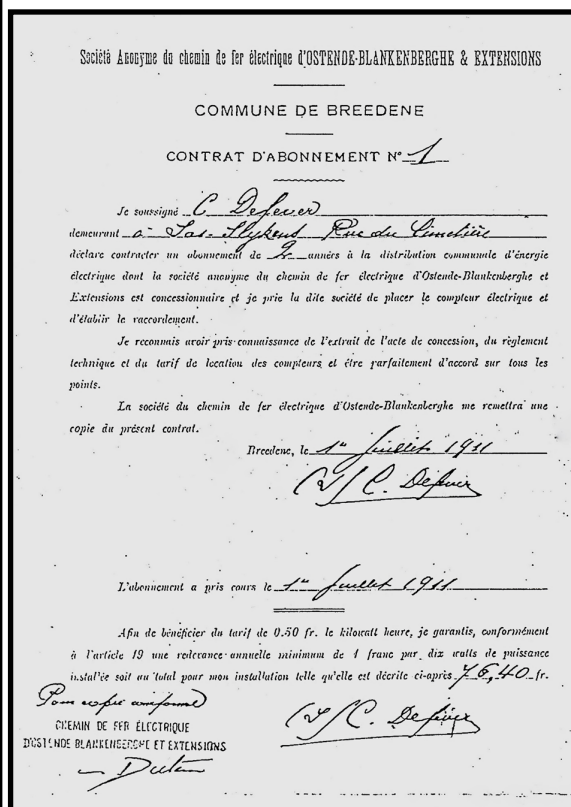 Société Anonyme du chemin de fer électrique d'OSTENDE-BLANKENBERGHE & EXTENSIONS
COMMUNE DE BREEDENE
CONTRAT D'ABONNEMENT N° 1
Je soussigné C Defever
demeurant à Sas-Slykens Rue du Cimetière
déclare contracter un abonnement de 2 années à la distribution communale d'énergie
électrique dont la société anonyme du chemin de fer électrique d'Ostende-Blankenberghe et
Extensions est concessionnaire et je prie la dite société de placer le compteur électrique et
d'établir le raccordement.
Je reconnais avoir pris connaissance de l'extrait de l'acte de concession, du règlement
technique et du tarif de location des compteurs et être parfaitement d'accord sur tous les
points.
La société du chemin de fer électrique d'Ostende-Blankenberghe me remettra une
copie du présent contrat.
Breedene, le 1er Juillet 1911
(s/ C. Defever
L'abonnement a pris cours le 1er Juillet 1911
Afin de bénéficier du tarif de 0.50 fr. le kilowatt heure, je garantis, conformément
à l'article 19 une redevance annuelle minimum de 1 franc par dix watts de puissance
installée soit au total pour mon installation telle qu'elle est décrite ci-après 76,40 fr.
Pour copie conforme
(s/ C. Defever
CHEMIN DE FER ÉLECTRIQUE
D'OSTENDE BLANKENBERGHE ET EXTENSIONS